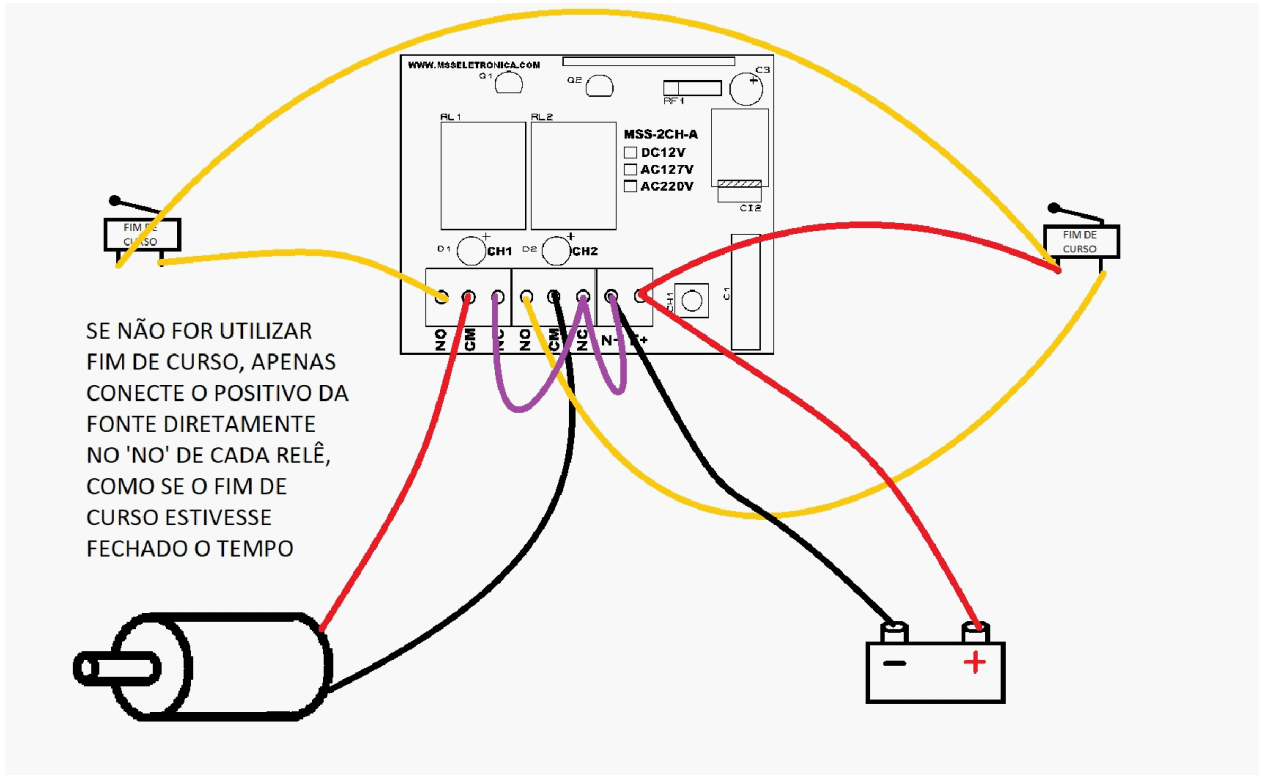 WWW.MSSELETRONICA.COM
Q1
Q2
C3
RF1
RL1
RL2
MSS-2CH-A
DC12V
AC127V
AC220V
CI2
FIM DE
CURSO
FIM DE
CURSO
D1
+
CH1
D2
+
CH2
+
CH1
C1
NO
CM
NC
NO
CM
NC
N-
F+
SE NÃO FOR UTILIZAR
FIM DE CURSO, APENAS
CONECTE O POSITIVO DA
FONTE DIRETAMENTE
NO 'NO' DE CADA RELÊ,
COMO SE O FIM DE
CURSO ESTIVESSE
FECHADO O TEMPO
- +